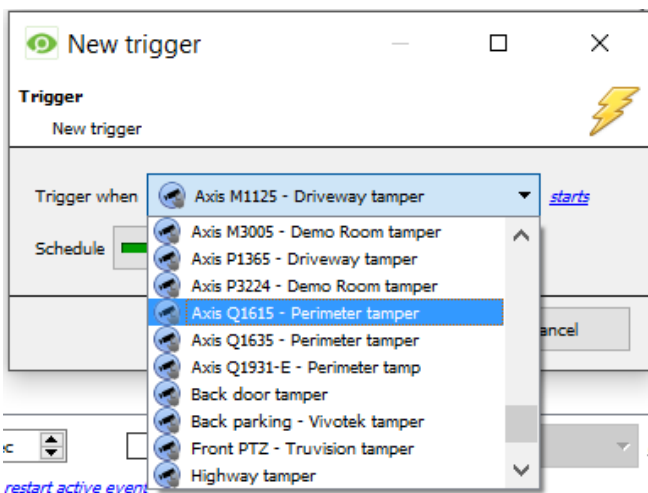 New trigger
Trigger
New trigger
Trigger when Axis M1125 - Driveway tamper starts
Axis M3005 - Demo Room tamper
Schedule
Axis P1365 - Driveway tamper
Axis P3224 - Demo Room tamper
Axis Q1615 - Perimeter tamper
Axis Q1635 - Perimeter tamper
Axis Q1931-E - Perimeter tamp
Back door tamper
Back parking - Vivotek tamper
Front PTZ - Truvision tamper
Highway tamper
restart active event